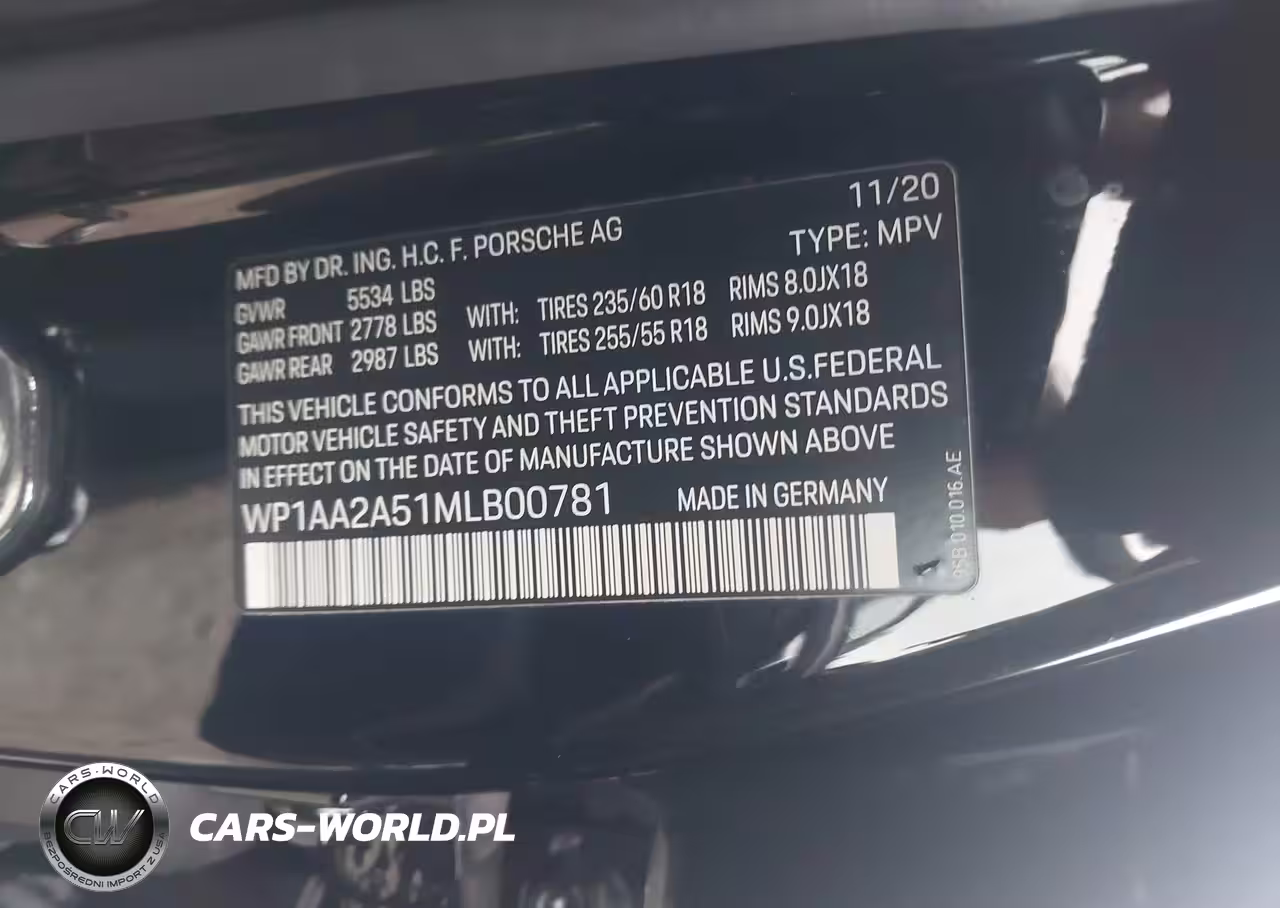 11/20
MFD BY DR. ING. H.C. F. PORSCHE AG TYPE: MPV
GVWR 5534 LBS
GAWR FRONT 2778 LBS WITH: TIRES 235/60 R18 RIMS 8.0JX18
GAWR REAR 2987 LBS WITH: TIRES 255/55 R18 RIMS 9.0JX18
THIS VEHICLE CONFORMS TO ALL APPLICABLE U.S.FEDERAL
MOTOR VEHICLE SAFETY AND THEFT PREVENTION STANDARDS
IN EFFECT ON THE DATE OF MANUFACTURE SHOWN ABOVE
WP1AA2A51MLB00781 MADE IN GERMANY
CARS-WORLD
CW
BEZPOŚREDNI IMPORT Z USA
CARS-WORLD.PL